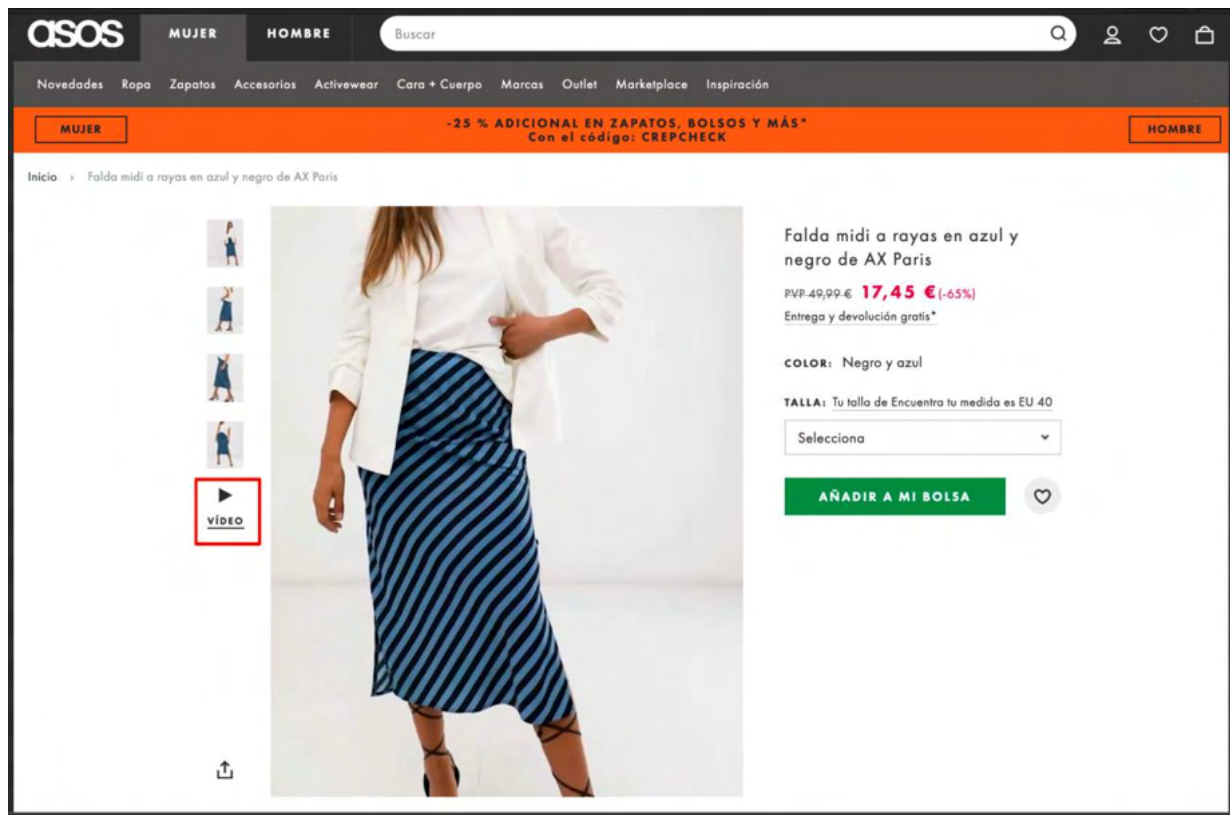 asos
MUJER
HOMBRE
Buscar
Novedades Ropa Zapatos Accesorios Activewear Cara + Cuerpo Marcas Outlet Marketplace Inspiración
MUJER
-25 % ADICIONAL EN ZAPATOS, BOLSOS Y MÁS*
Con el código: CREPCHECK
HOMBRE
Inicio > Falda midi a rayas en azul y negro de AX Paris
Falda midi a rayas en azul y
negro de AX Paris
PVP 49,99 € 17,45 € (-65%)
Entrega y devolución gratis*
COLOR: Negro y azul
TALLA: Tu talla de Encuentra tu medida es EU 40
Selecciona
AÑADIR A MI BOLSA
VÍDEO